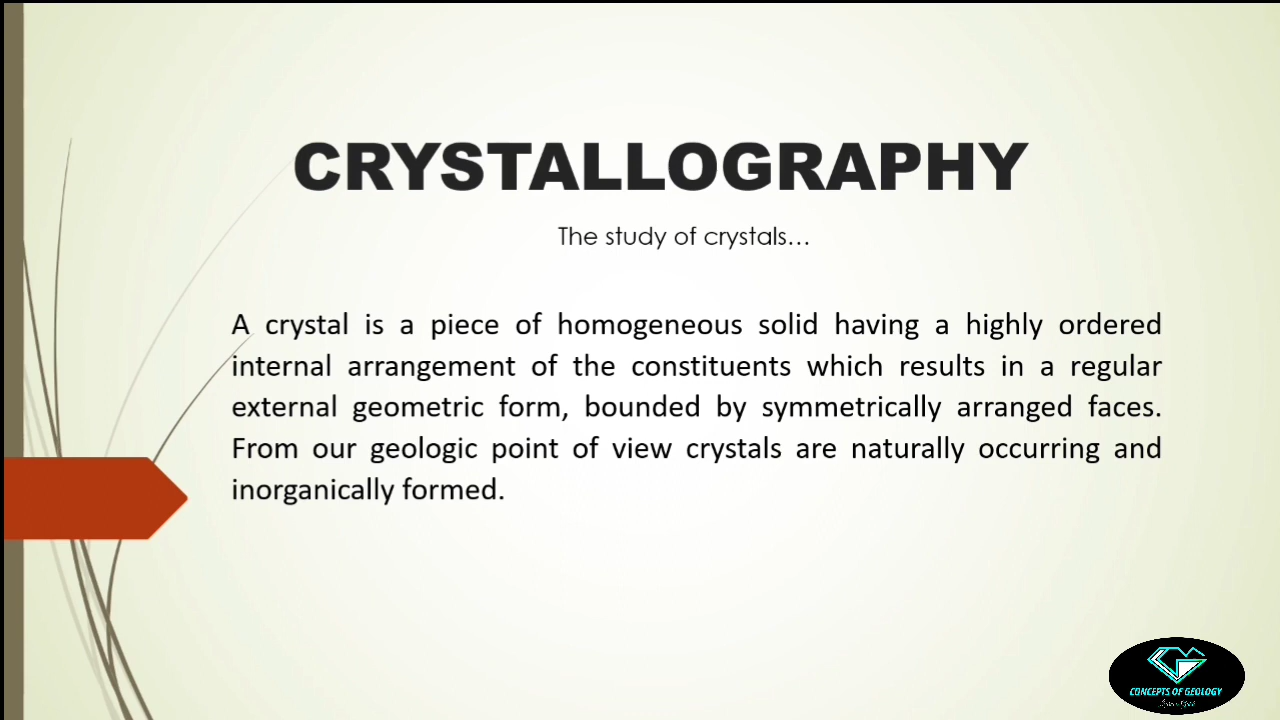 CRYSTALLOGRAPHY
The study of crystals...
A crystal is a piece of homogeneous solid having a highly ordered
internal arrangement of the constituents which results in a regular
external geometric form, bounded by symmetrically arranged faces.
From our geologic point of view crystals are naturally occurring and
inorganically formed.
CONCEPTS OF GEOLOGY